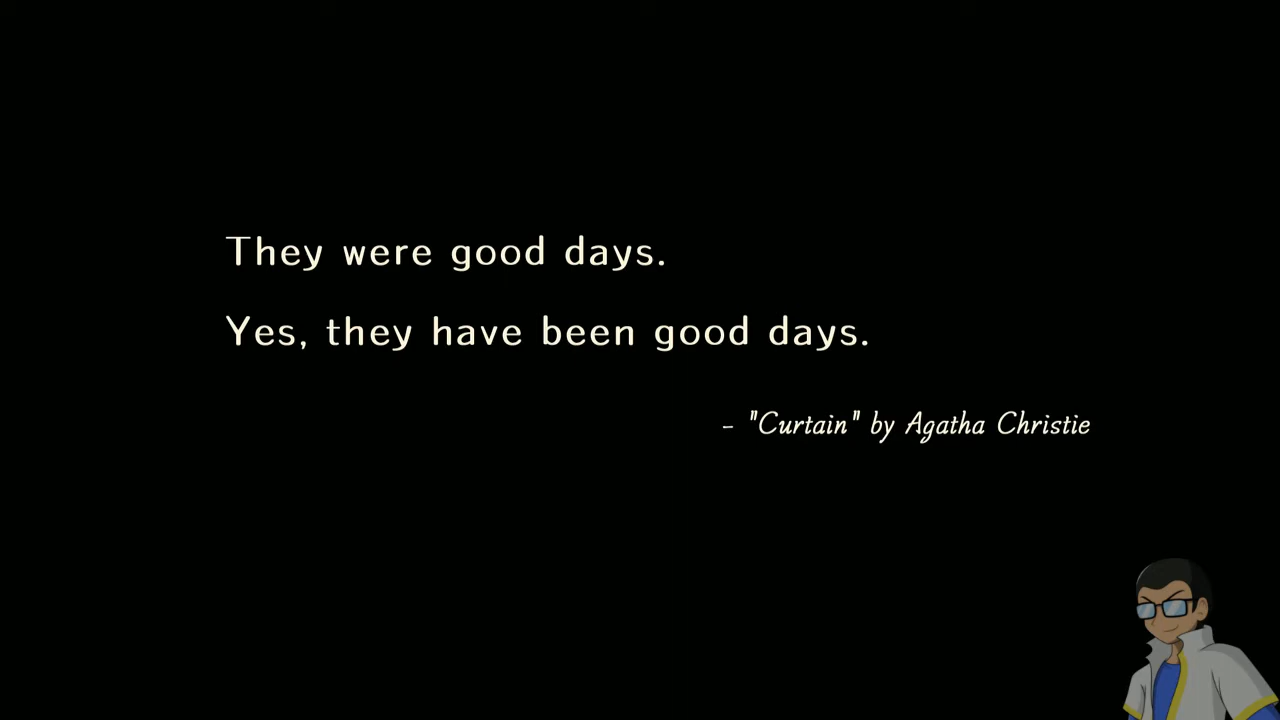 They were good days.
Yes, they have been good days.
– "Curtain" by Agatha Christie